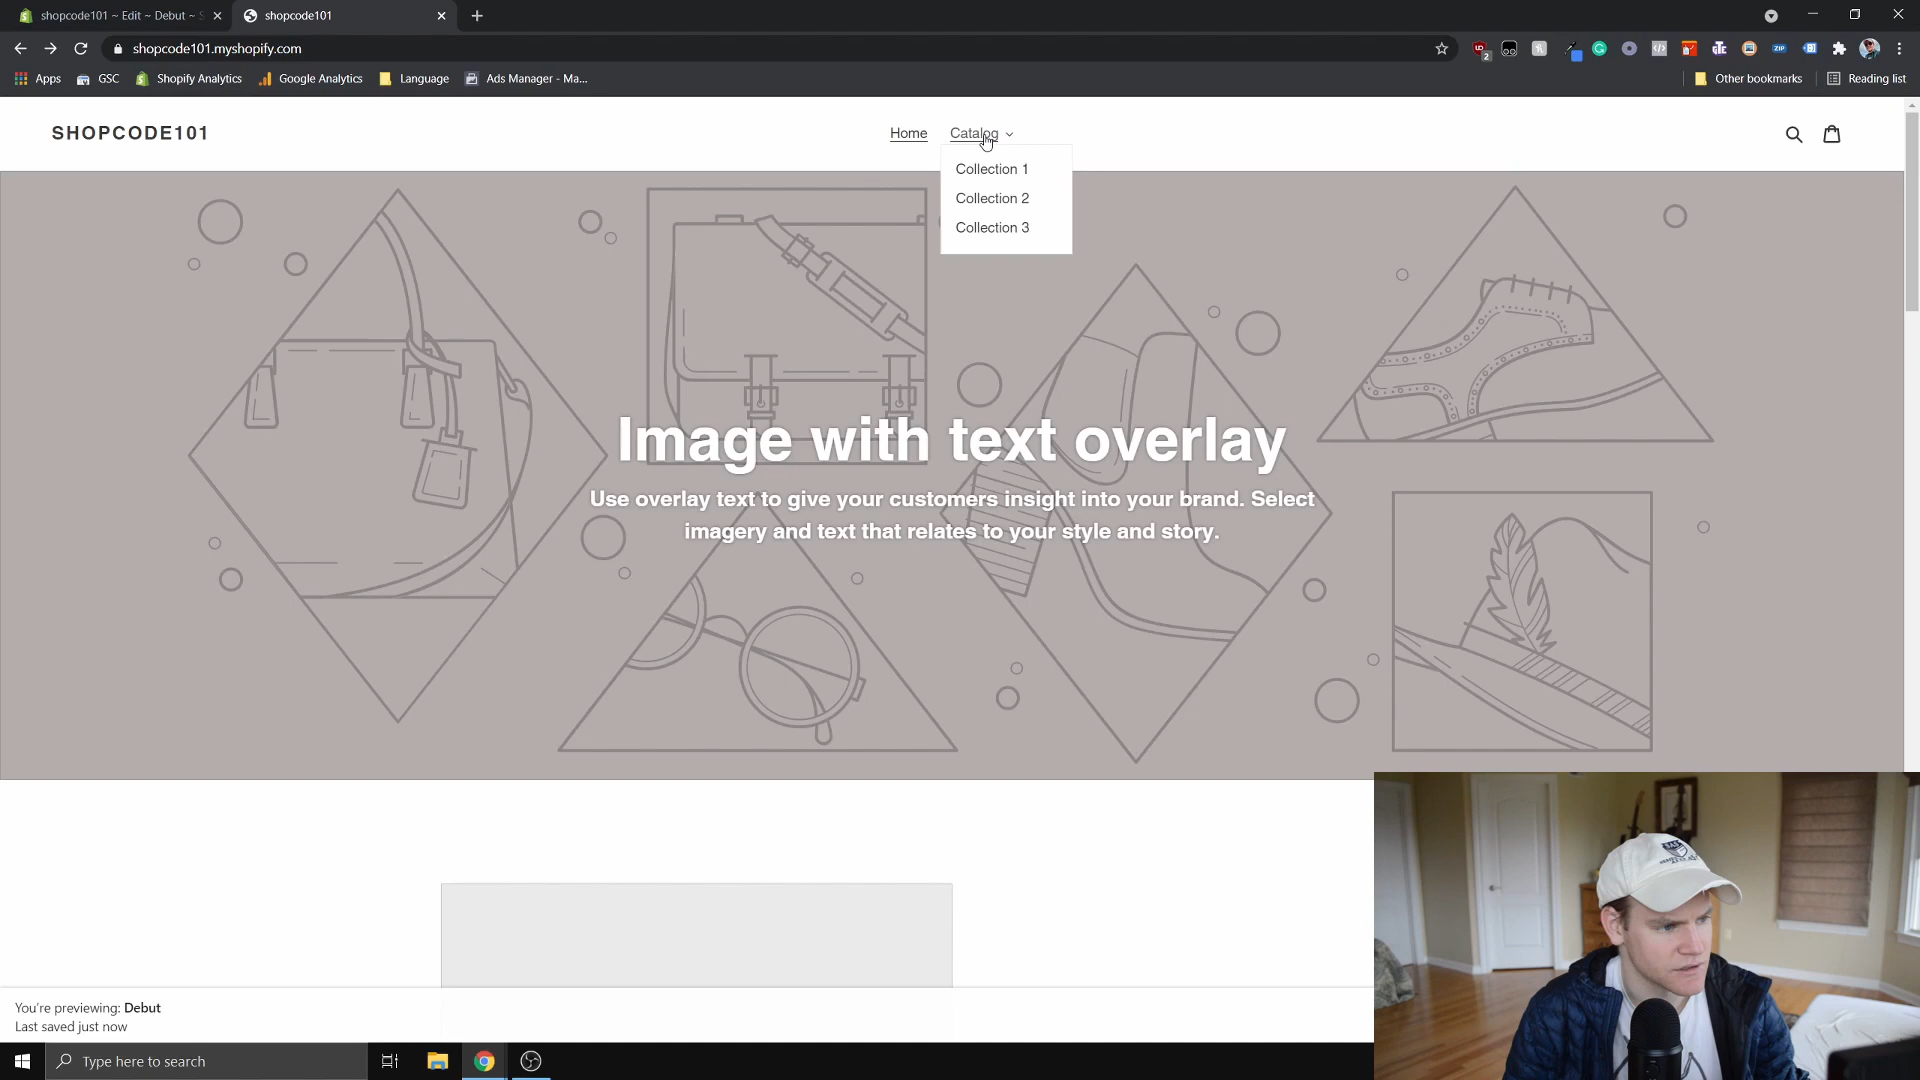 shopcode101 ~ Edit ~ Debut ~
shopcode101
shopcode101.myshopify.com
2
ZIP
Apps
GSC
Shopify Analytics
Google Analytics
Language
Ads Manager - Ma...
Other bookmarks
Reading list
SHOPCODE101
Home
Catalog
Collection 1
Collection 2
Collection 3
Image with text overlay
Use overlay text to give your customers insight into your brand. Select
imagery and text that relates to your style and story.
You're previewing: Debut
Last saved just now
Type here to search